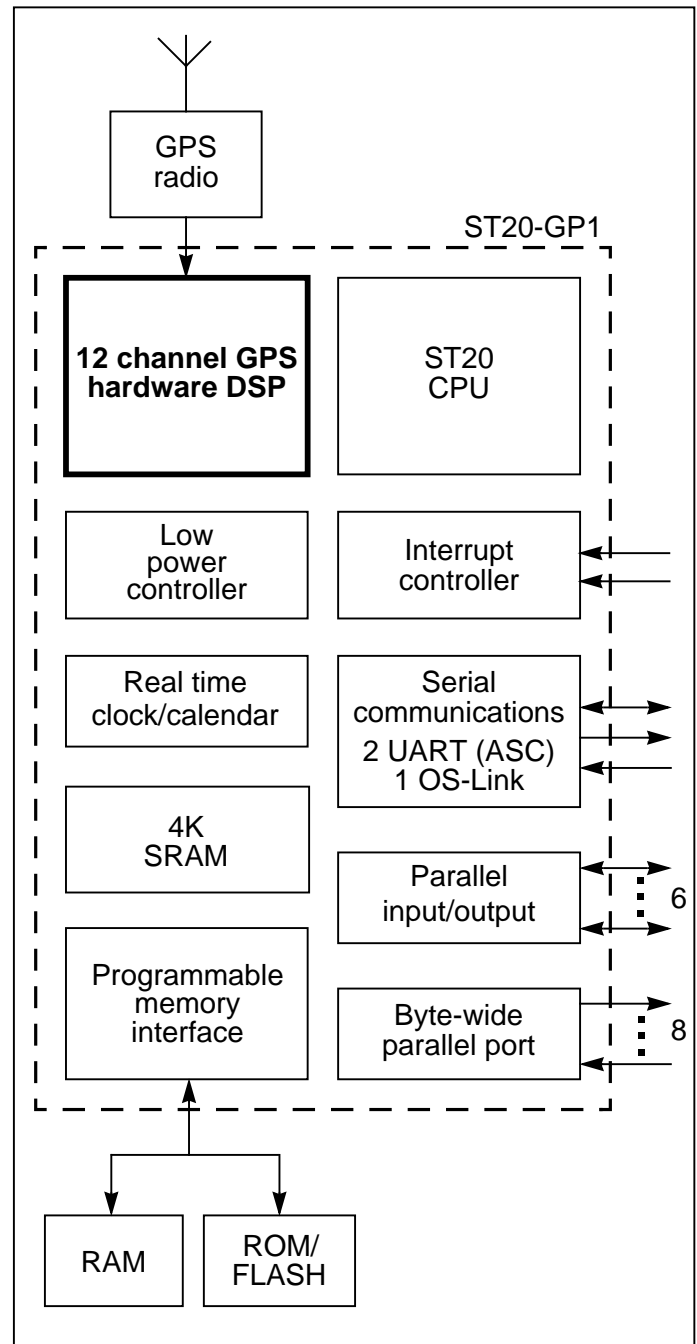 GPS
radio
ST20-GP1
12 channel GPS
hardware DSP
ST20
CPU
Low
power
controller
Interrupt
controller
Real time
clock/calendar
Serial
communications
2 UART (ASC)
1 OS-Link
4K
SRAM
Parallel
input/output
6
Programmable
memory
interface
Byte-wide
parallel port
8
RAM
ROM/
FLASH